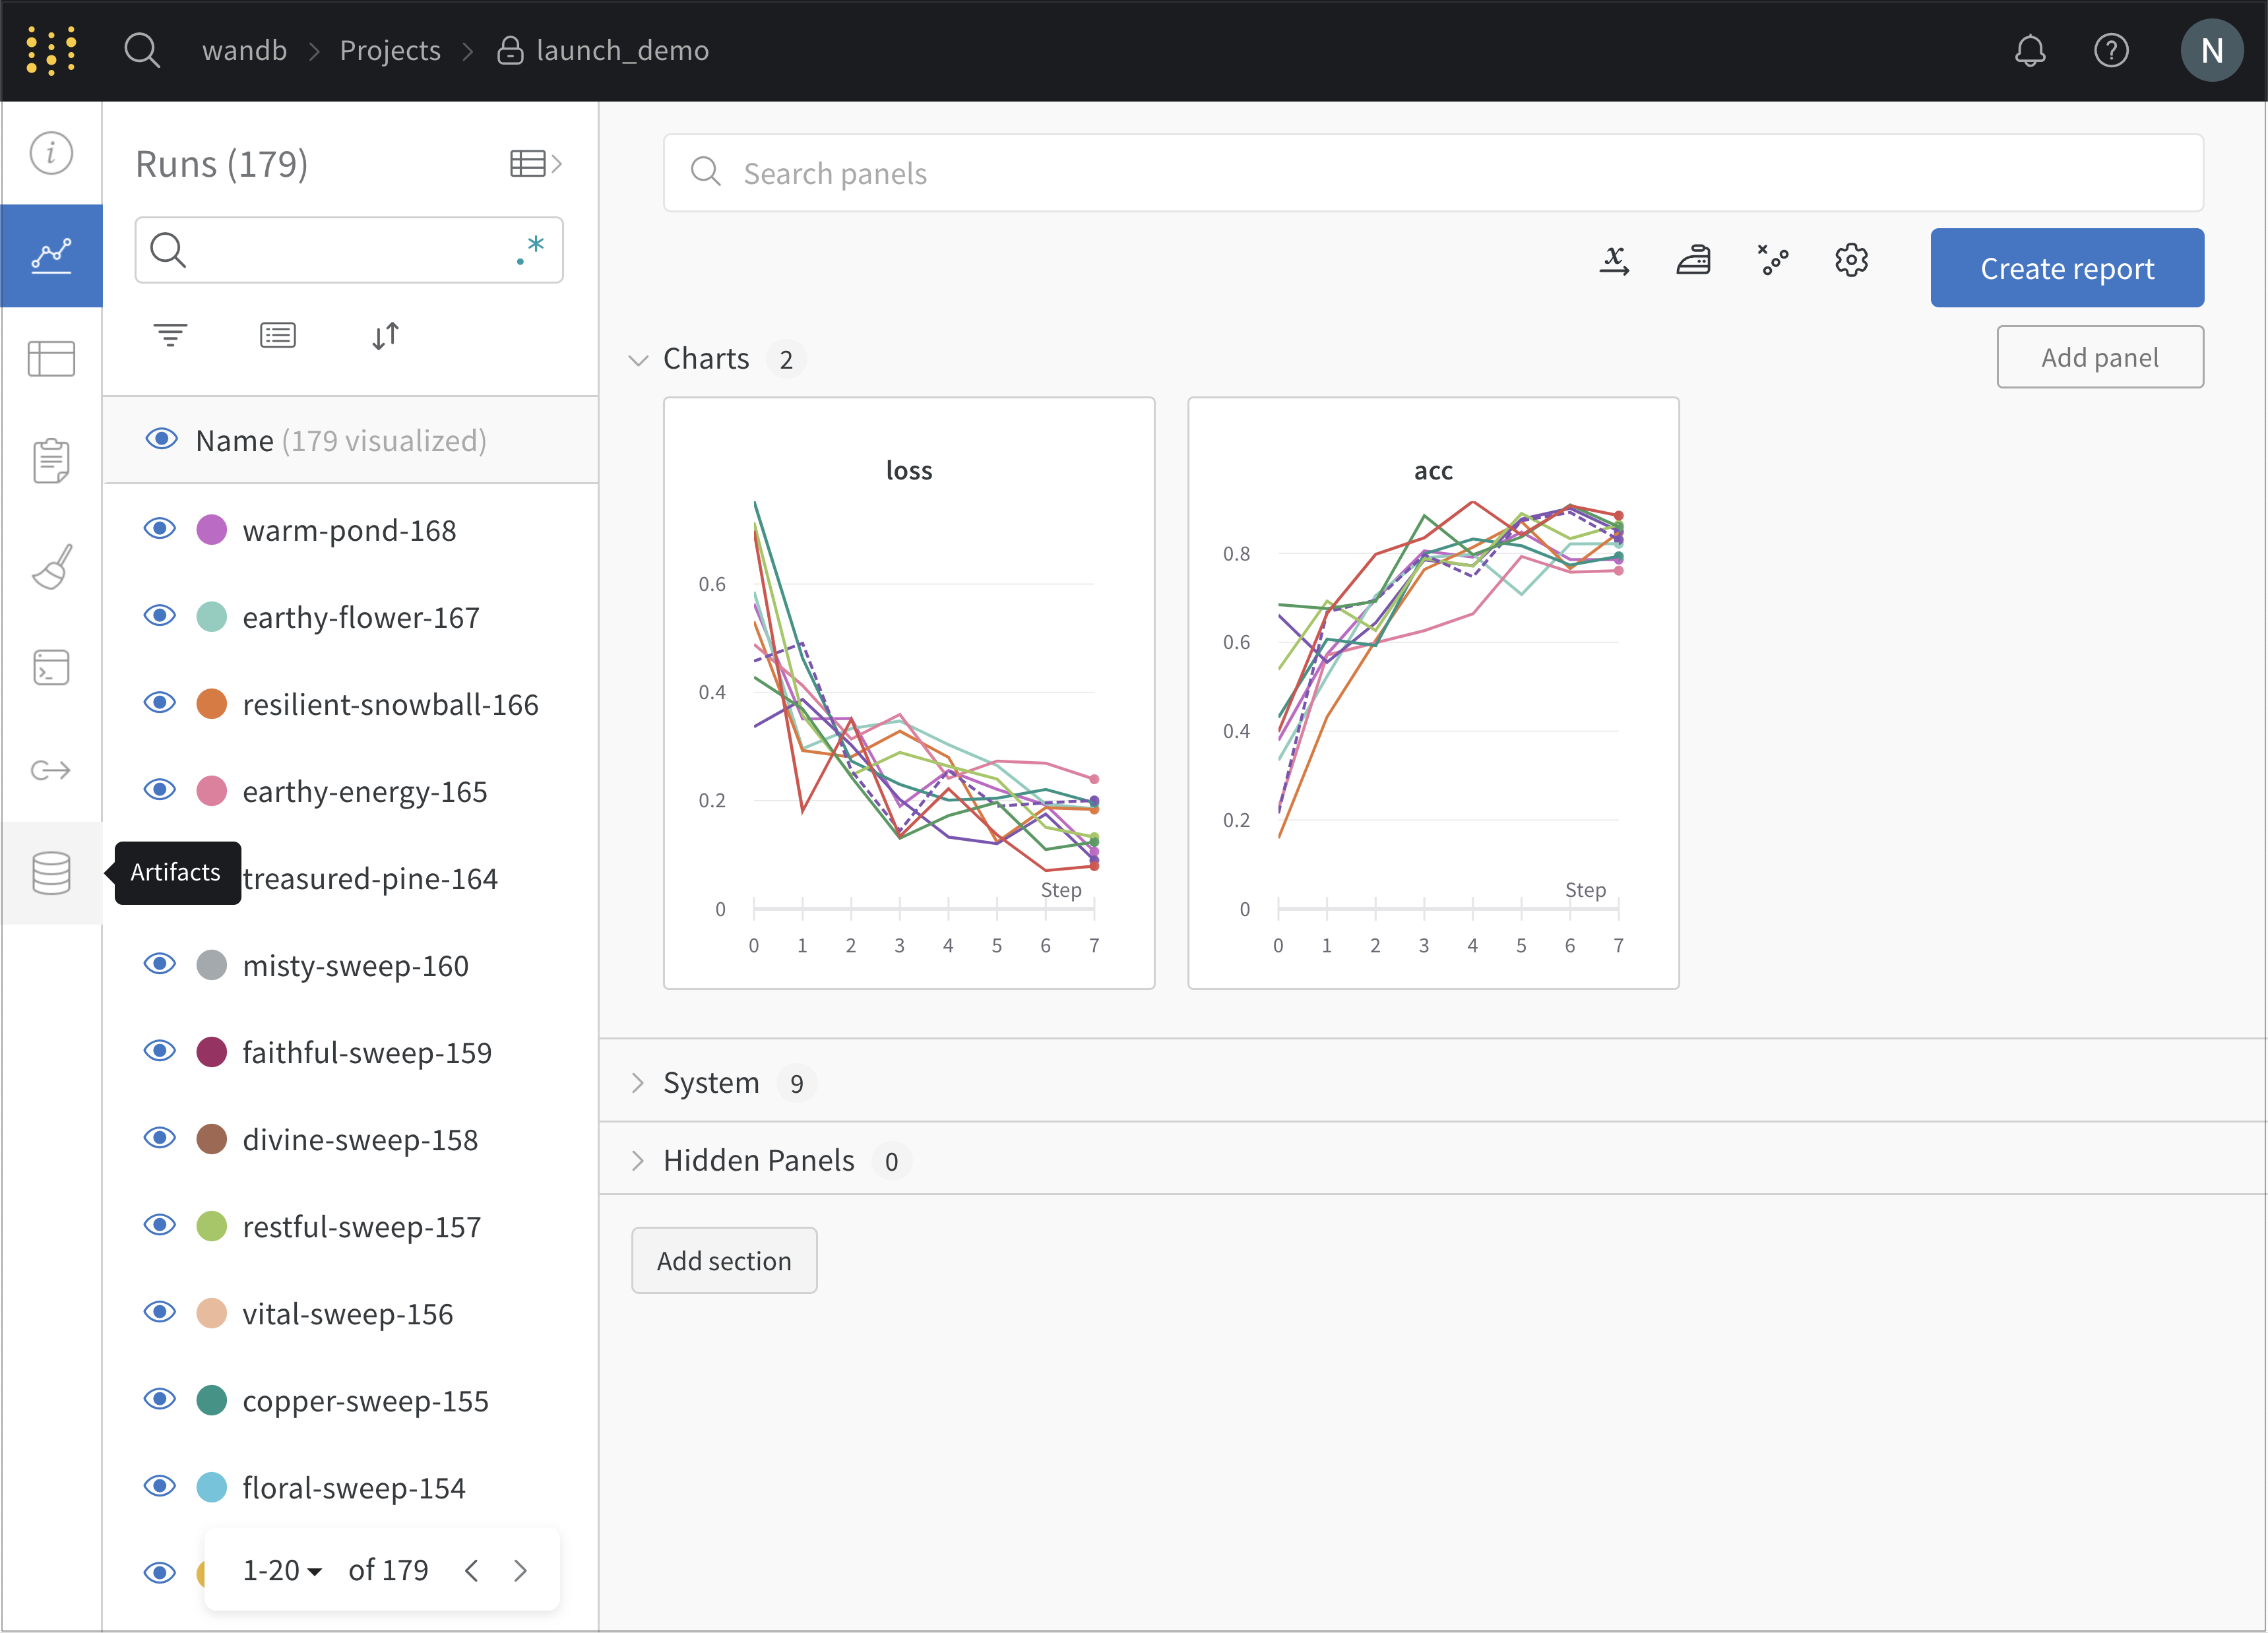 wandb > Projects > launch_demo
N
Runs (179)
.*
Name (179 visualized)
warm-pond-168
earthy-flower-167
resilient-snowball-166
earthy-energy-165
Artifacts
treasured-pine-164
misty-sweep-160
faithful-sweep-159
divine-sweep-158
restful-sweep-157
vital-sweep-156
copper-sweep-155
floral-sweep-154
1-20 of 179
Search panels
x
Create report
Charts 2
Add panel
loss
0.6
0.4
0.2
0
Step
0 1 2 3 4 5 6 7
acc
0.8
0.6
0.4
0.2
0
Step
0 1 2 3 4 5 6 7
System 9
Hidden Panels 0
Add section